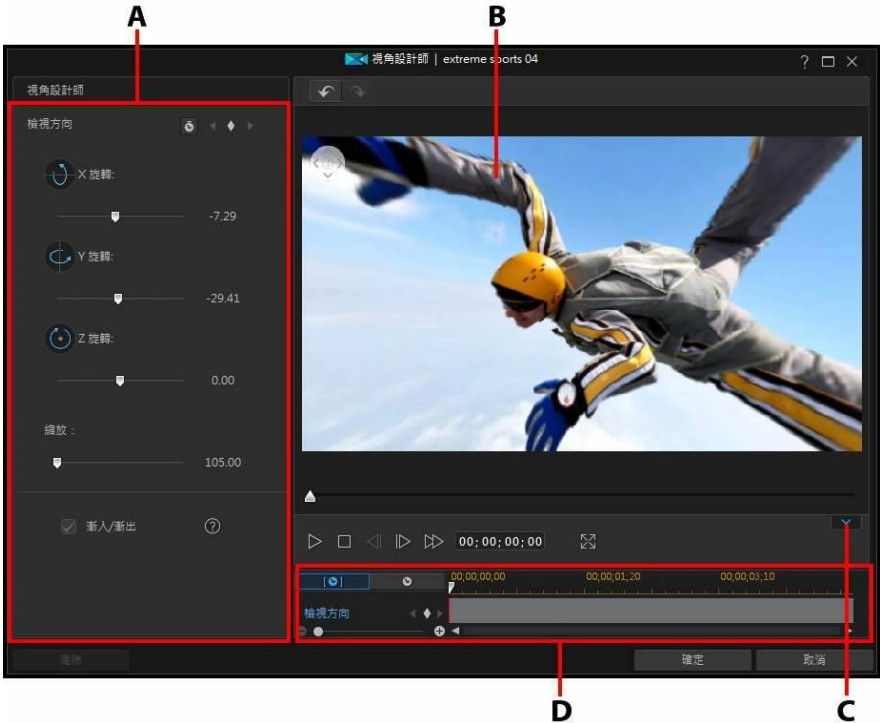 A
B
視角設計師 | extreme sports 04
視角設計師
檢視方向
X 旋轉:
-7.29
Y 旋轉:
-29.41
Z 旋轉:
0.00
縮放：
105.00
漸入/漸出
00;00;00;00
00;00;00;00
00;00;01;20
00;00;03;10
檢視方向
清除
確定
取消
D
C